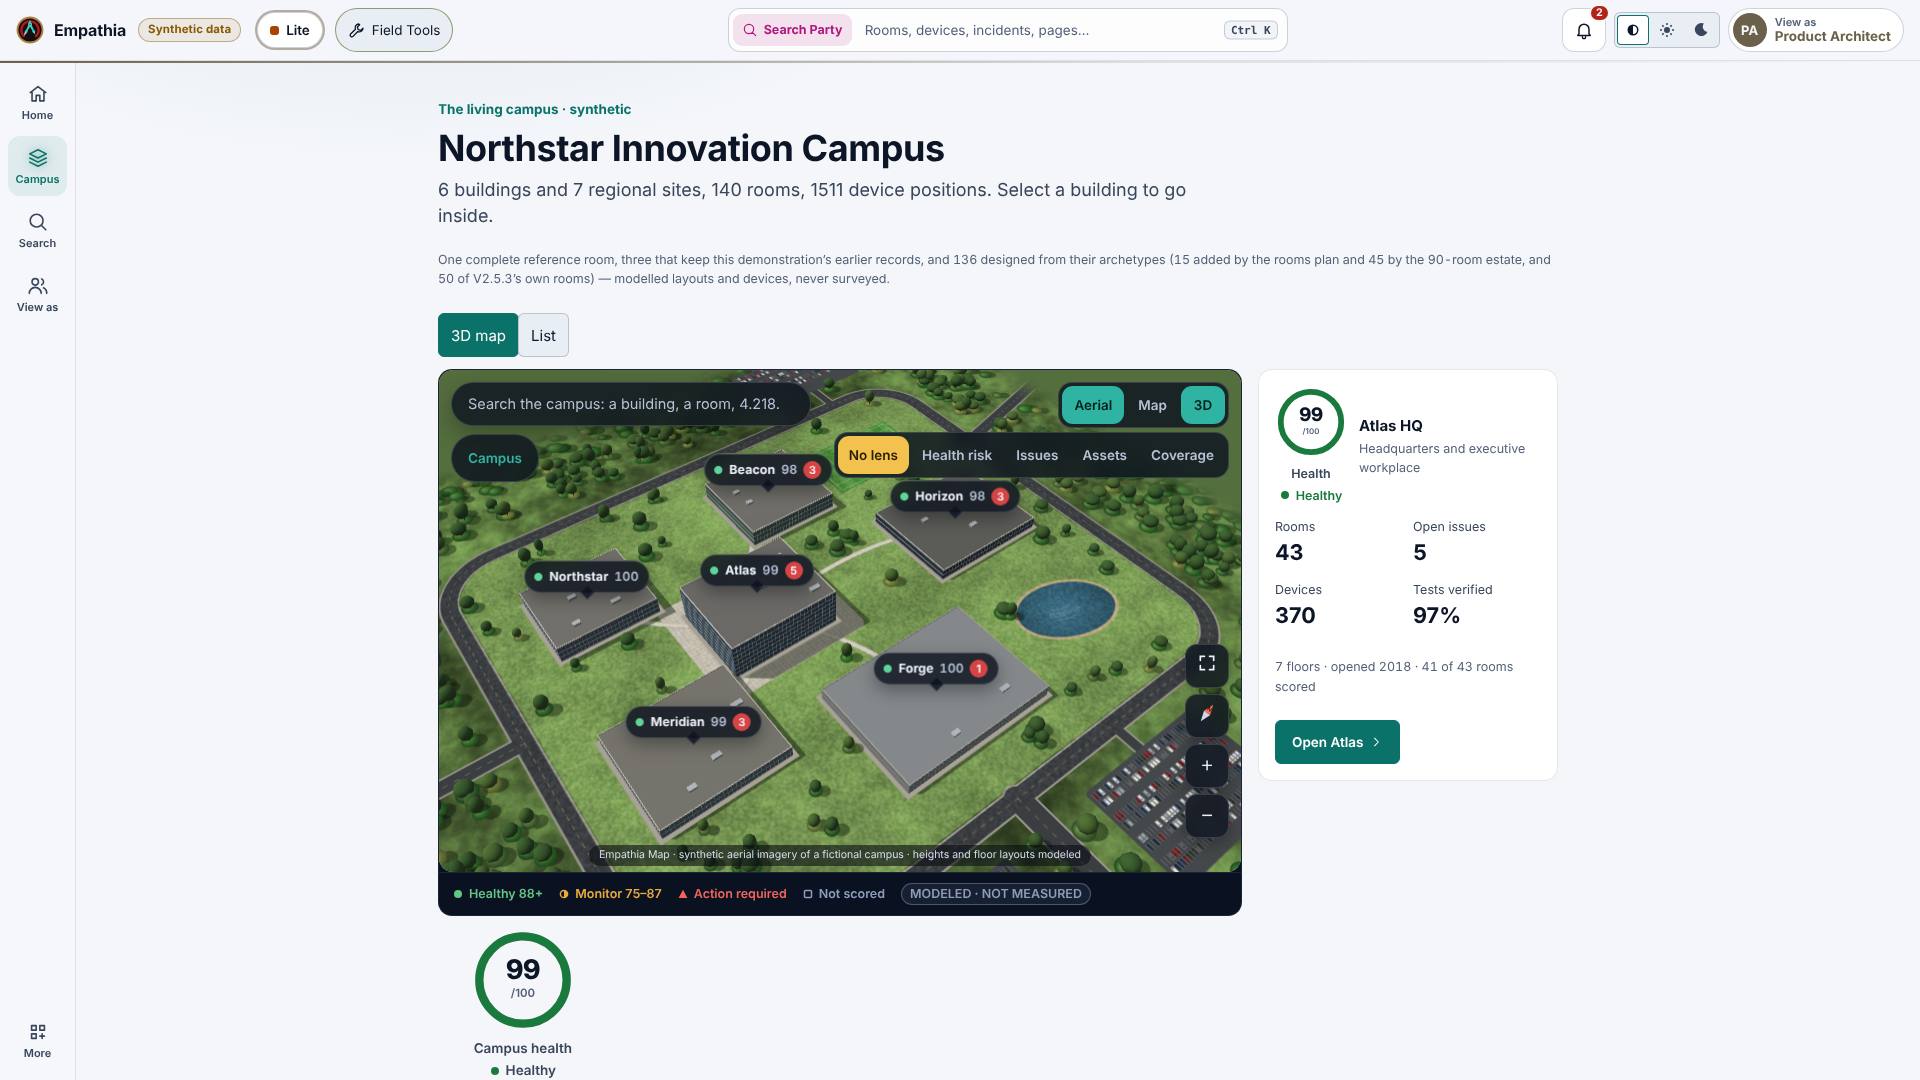 Empathia
Synthetic data
Lite
Field Tools
Search Party
Rooms, devices, incidents, pages...
Ctrl K
2
PA
View as
Product Architect
Home
Campus
Search
View as
More
The living campus · synthetic
Northstar Innovation Campus
6 buildings and 7 regional sites, 140 rooms, 1511 device positions. Select a building to go
inside.
One complete reference room, three that keep this demonstration’s earlier records, and 136 designed from their archetypes (15 added by the rooms plan and 45 by the 90-room estate, and
50 of V2.5.3’s own rooms) — modelled layouts and devices, never surveyed.
3D map
List
Search the campus: a building, a room, 4.218.
Aerial
Map
3D
Campus
No lens
Health risk
Issues
Assets
Coverage
Beacon 98 3
Horizon 98 3
Northstar 100
Atlas 99 5
Forge 100 1
Meridian 99 3
+
−
Empathia Map · synthetic aerial imagery of a fictional campus · heights and floor layouts modeled
Healthy 88+
Monitor 75–87
Action required
Not scored
MODELED · NOT MEASURED
99
/100
Health
Healthy
Atlas HQ
Headquarters and executive
workplace
Rooms
43
Open issues
5
Devices
370
Tests verified
97%
7 floors · opened 2018 · 41 of 43 rooms
scored
Open Atlas
99
/100
Campus health
Healthy